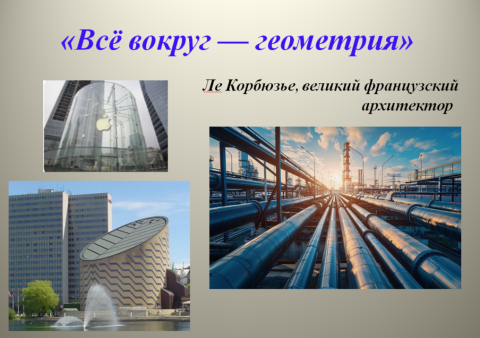 «Всё вокруг — геометрия»
Ле Корбюзье, великий французский
архитектор